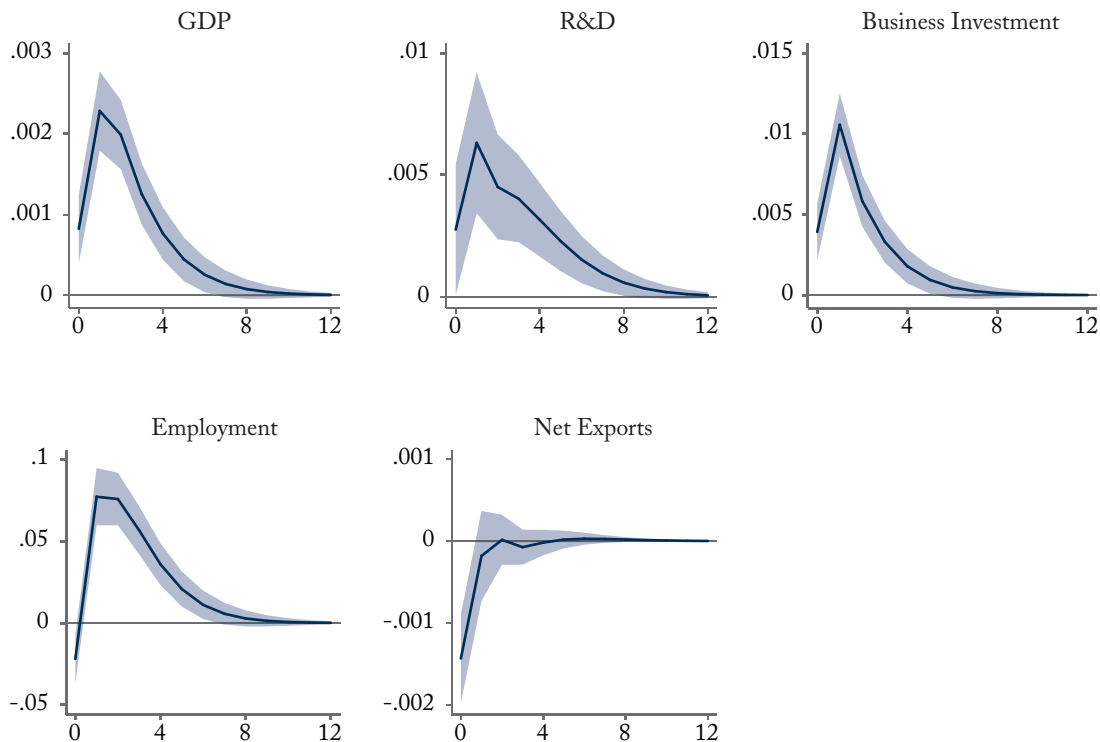 GDP
.003
.002
.001
0
0 4 8 12
R&D
.01
.005
0
0 4 8 12
Business Investment
.015
.01
.005
0
0 4 8 12
Employment
.1
.05
0
-.05
0 4 8 12
Net Exports
.001
0
-.001
-.002
0 4 8 12